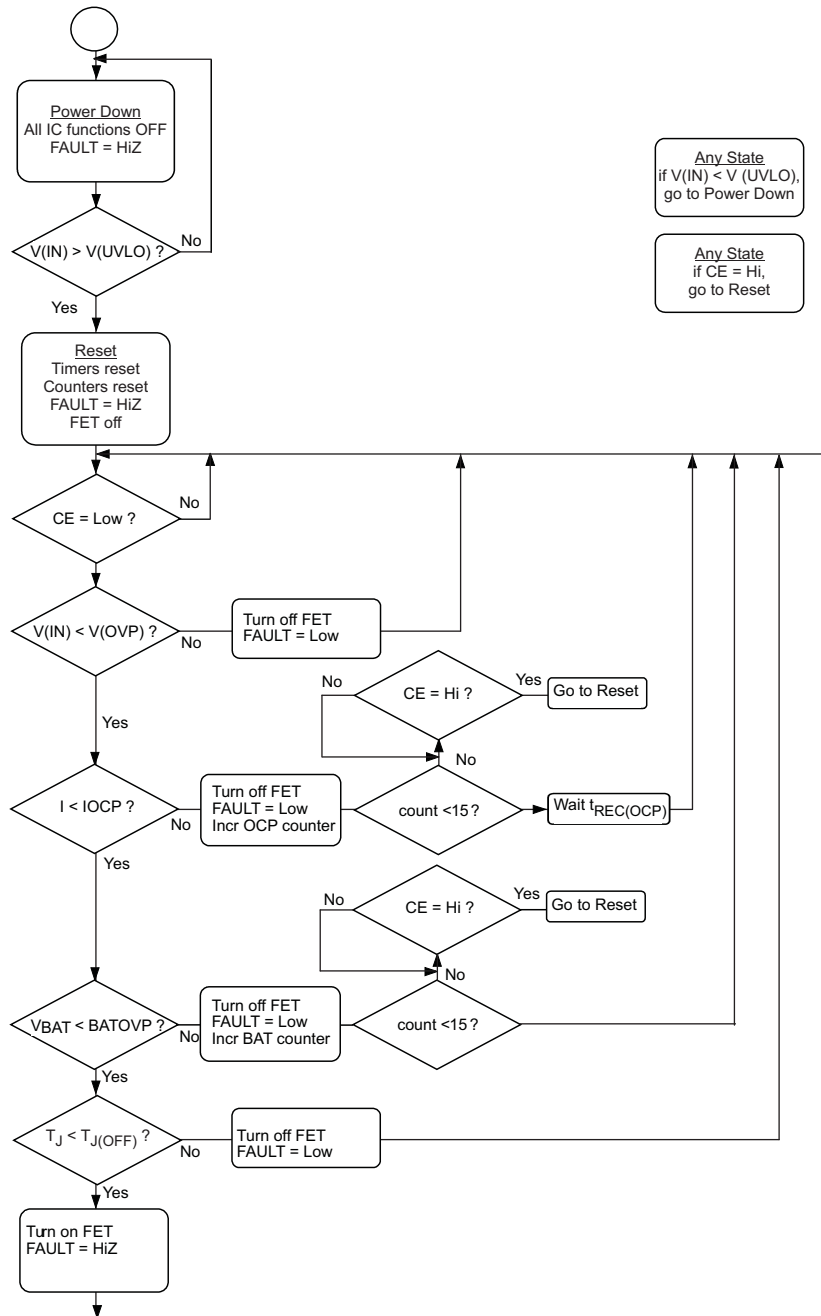 Power Down
All IC functions OFF
FAULT = HiZ
Any State
if V(IN) < V (UVLO),
go to Power Down
V(IN) > V(UVLO) ?
No
Any State
if CE = Hi,
go to Reset
Yes
Reset
Timers reset
Counters reset
FAULT = HiZ
FET off
CE = Low ?
No
V(IN) < V(OVP) ?
No
Turn off FET
FAULT = Low
Yes
No
CE = Hi ?
Yes
Go to Reset
No
I < IOCP ?
No
Turn off FET
FAULT = Low
Incr OCP counter
count <15 ?
Wait tREC(OCP)
Yes
No
CE = Hi ?
Yes
Go to Reset
No
VBAT < BATOVP ?
No
Turn off FET
FAULT = Low
Incr BAT counter
count <15 ?
Yes
TJ < TJ(OFF) ?
No
Turn off FET
FAULT = Low
Yes
Turn on FET
FAULT = HiZ